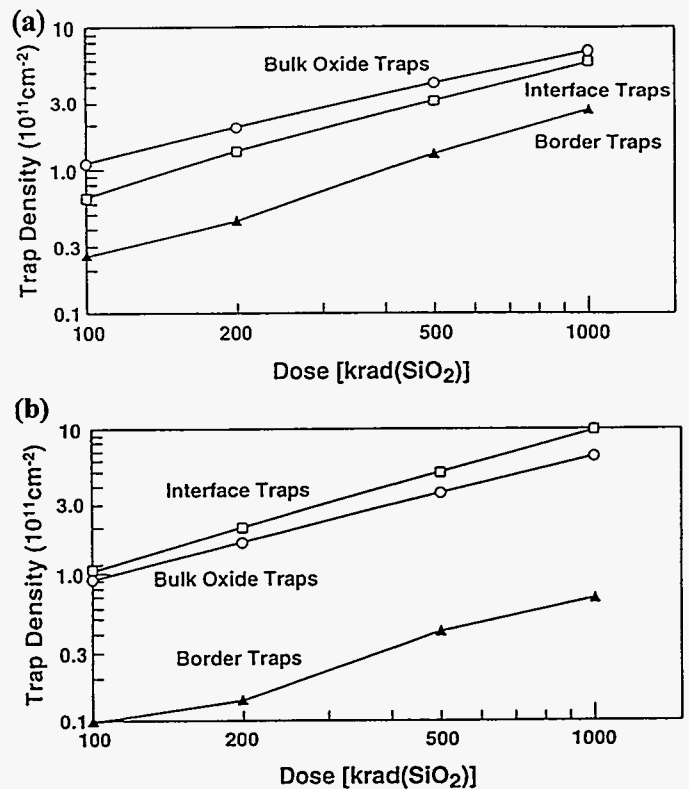 (a)
10
3.0
1.0
0.3
0.1
Trap Density (10¹¹cm⁻²)
Bulk Oxide Traps
Interface Traps
Border Traps
100 200 500 1000
Dose [krad(SiO₂)]
(b)
10
3.0
1.0
0.3
0.1
Trap Density (10¹¹cm⁻²)
Interface Traps
Bulk Oxide Traps
Border Traps
100 200 500 1000
Dose [krad(SiO₂)]